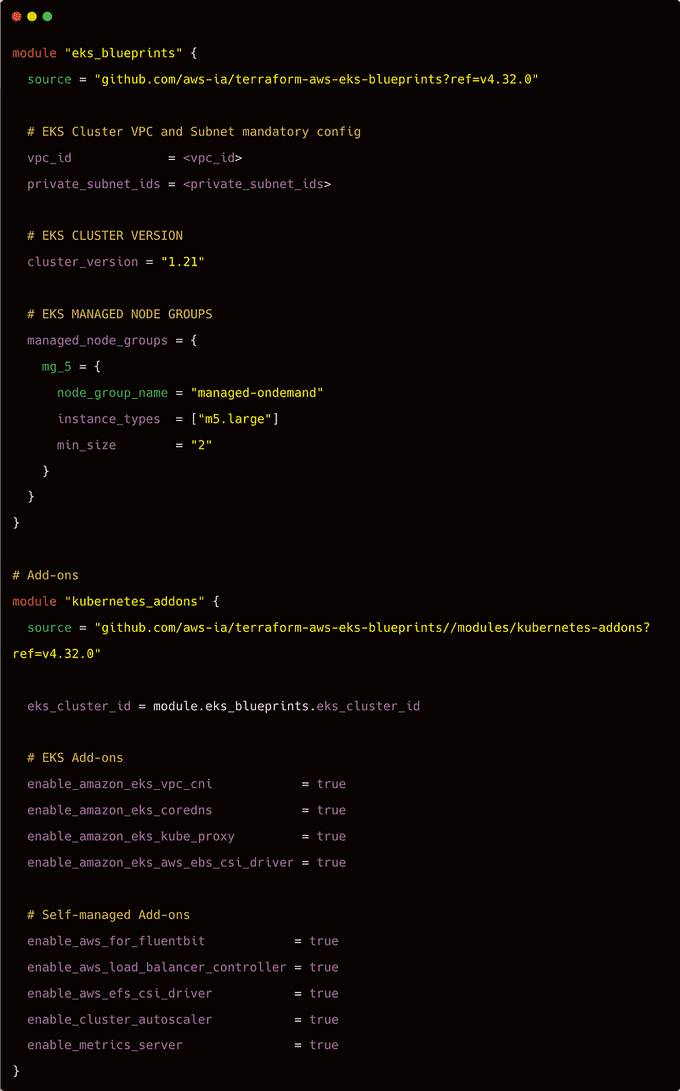 module "eks_blueprints" {
  source = "github.com/aws-ia/terraform-aws-eks-blueprints?ref=v4.32.0"

  # EKS Cluster VPC and Subnet mandatory config
  vpc_id             = <vpc_id>
  private_subnet_ids = <private_subnet_ids>

  # EKS CLUSTER VERSION
  cluster_version = "1.21"

  # EKS MANAGED NODE GROUPS
  managed_node_groups = {
    mg_5 = {
      node_group_name = "managed-ondemand"
      instance_types  = ["m5.large"]
      min_size        = "2"
    }
  }
}

# Add-ons
module "kubernetes_addons" {
  source = "github.com/aws-ia/terraform-aws-eks-blueprints//modules/kubernetes-addons?
ref=v4.32.0"

  eks_cluster_id = module.eks_blueprints.eks_cluster_id

  # EKS Add-ons
  enable_amazon_eks_vpc_cni            = true
  enable_amazon_eks_coredns            = true
  enable_amazon_eks_kube_proxy         = true
  enable_amazon_eks_aws_ebs_csi_driver = true

  # Self-managed Add-ons
  enable_aws_for_fluentbit            = true
  enable_aws_load_balancer_controller = true
  enable_aws_efs_csi_driver           = true
  enable_cluster_autoscaler           = true
  enable_metrics_server               = true
}